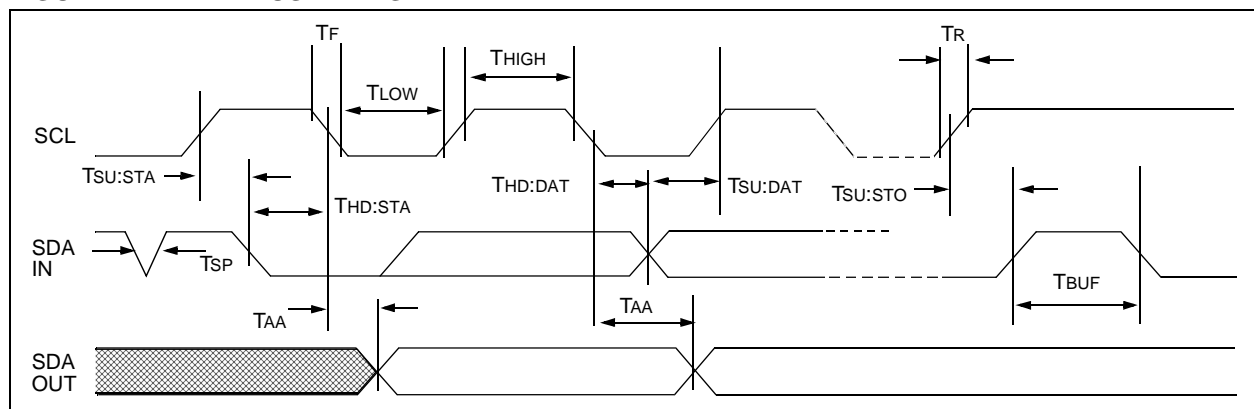 TF
TR
THIGH
TLOW
SCL
TSU:STA
THD:DAT
TSU:DAT
TSU:STO
THD:STA
SDA
IN
TSP
TBUF
TAA
TAA
SDA
OUT